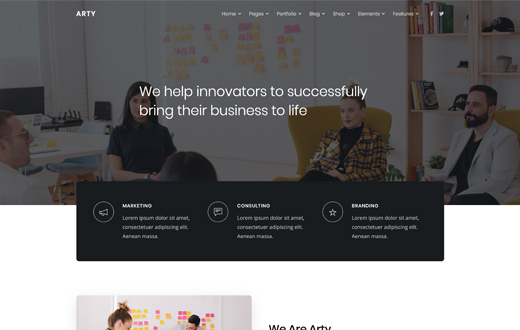 ARTY
Home Pages Portfolio Blog Shop Elements Features
We help innovators to successfully
bring their business to life
MARKETING
Lorem ipsum dolor sit amet,
consectetuer adipiscing elit.
Aenean massa.
CONSULTING
Lorem ipsum dolor sit amet,
consectetuer adipiscing elit.
Aenean massa.
BRANDING
Lorem ipsum dolor sit amet,
consectetuer adipiscing elit.
Aenean massa.
We Are Arty